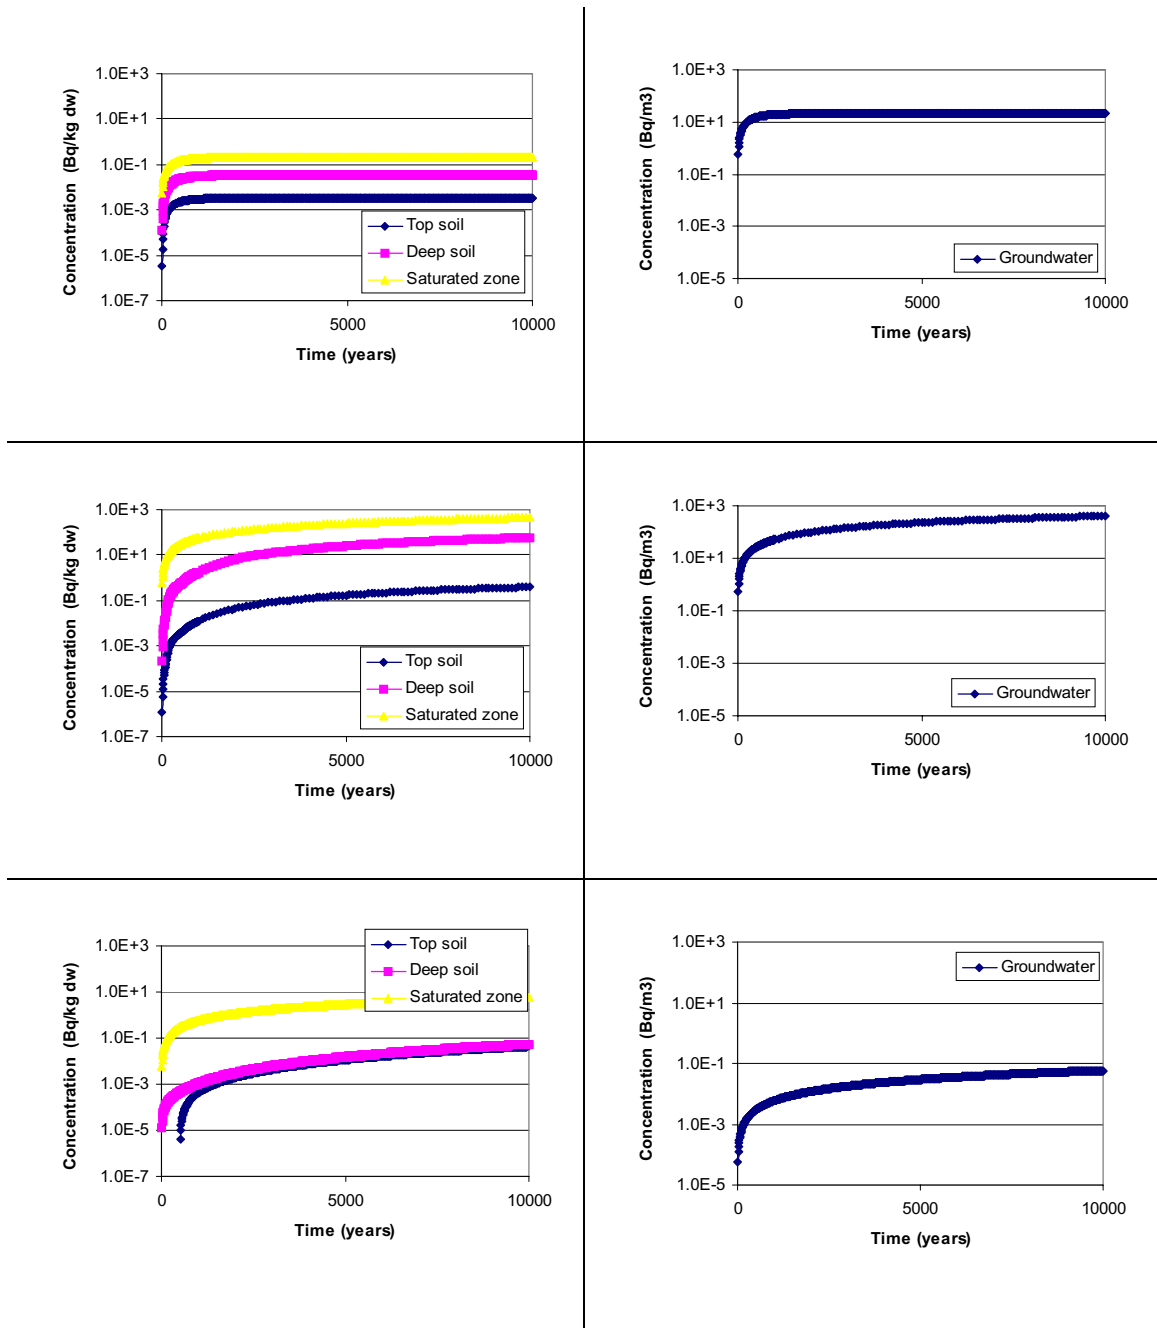 1.0E+3
1.0E+1
1.0E-1
1.0E-3
1.0E-5
1.0E-7
Concentration (Bq/kg dw)
0
5000
10000
Time (years)
Top soil
Deep soil
Saturated zone
1.0E+3
1.0E+1
1.0E-1
1.0E-3
1.0E-5
Concentration (Bq/m3)
0
5000
10000
Time (years)
Groundwater
1.0E+3
1.0E+1
1.0E-1
1.0E-3
1.0E-5
1.0E-7
Concentration (Bq/kg dw)
0
5000
10000
Time (years)
Top soil
Deep soil
Saturated zone
1.0E+3
1.0E+1
1.0E-1
1.0E-3
1.0E-5
Concentration (Bq/m3)
0
5000
10000
Time (years)
Groundwater
1.0E+3
1.0E+1
1.0E-1
1.0E-3
1.0E-5
1.0E-7
Concentration (Bq/kg dw)
0
5000
10000
Time (years)
Top soil
Deep soil
Saturated zone
1.0E+3
1.0E+1
1.0E-1
1.0E-3
1.0E-5
Concentration (Bq/m3)
0
5000
10000
Time (years)
Groundwater